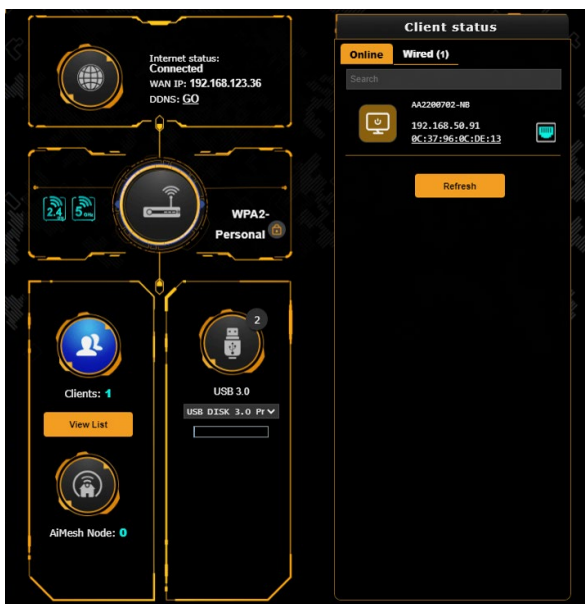 Internet status:
Connected
WAN IP: 192.168.123.36
DDNS: GO
2.4
5 GHz
WPA2-
Personal
Clients: 1
View List
AiMesh Node: 0
2
USB 3.0
USB DISK 3.0 Pr
Client status
Online
Wired (1)
Search
AA2200702-NB
192.168.50.91
0C:37:96:0C:DE:13
Refresh